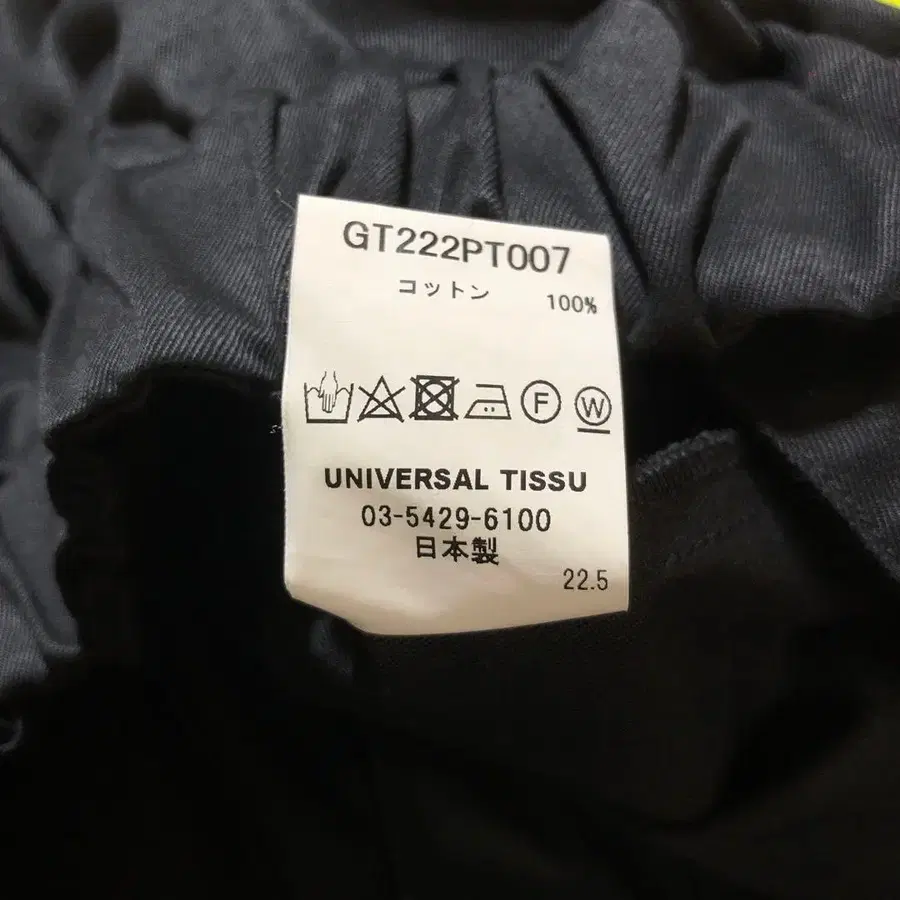 GT222PT007
コットン 100%
F W
UNIVERSAL TISSU
03-5429-6100
日本製
22.5